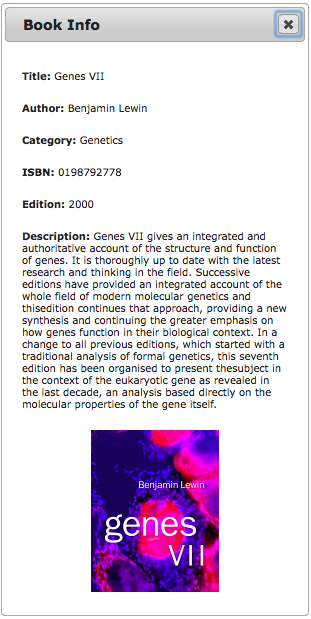 Book Info
Title: Genes VII
Author: Benjamin Lewin
Category: Genetics
ISBN: 0198792778
Edition: 2000
Description: Genes VII gives an integrated and
authoritative account of the structure and function
of genes. It is thoroughly up to date with the latest
research and thinking in the field. Successive
editions have provided an integrated account of the
whole field of modern molecular genetics and
thisedition continues that approach, providing a new
synthesis and continuing the greater emphasis on
how genes function in their biological context. In a
change to all previous editions, which started with a
traditional analysis of formal genetics, this seventh
edition has been organised to present thesubject in
the context of the eukaryotic gene as revealed in
the last decade, an analysis based directly on the
molecular properties of the gene itself.
Benjamin Lewin
genes
VII